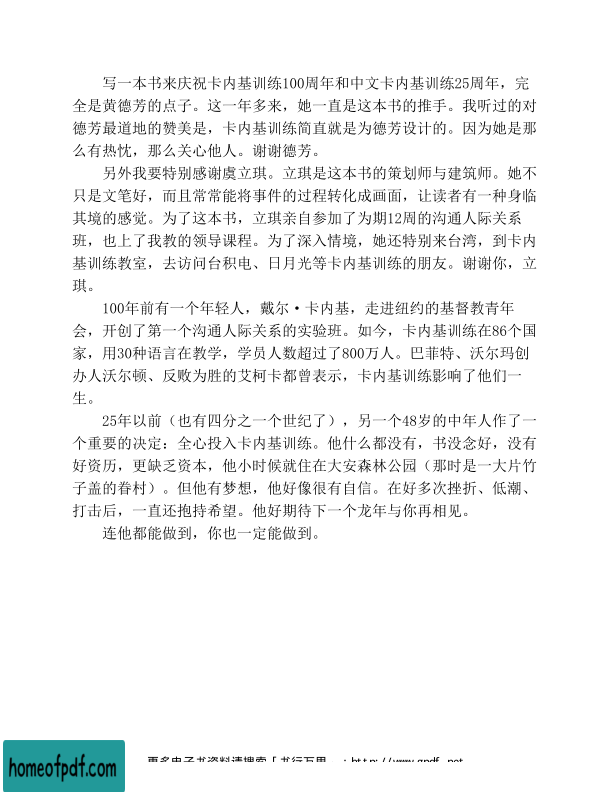 写一本书来庆祝卡内基训练100周年和中文卡内基训练25周年，完
全是黄德芳的点子。这一年多来，她一直是这本书的推手。我听过的对
德芳最道地的赞美是，卡内基训练简直就是为德芳设计的。因为她是那
么有热忱，那么关心他人。谢谢德芳。
另外我要特别感谢虞立琪。立琪是这本书的策划师与建筑师。她不
只是文笔好，而且常常能将事件的过程转化成画面，让读者有一种身临
其境的感觉。为了这本书，立琪亲自参加了为期12周的沟通人际关系
班，也上了我教的领导课程。为了深入情境，她还特别来台湾，到卡内
基训练教室，去访问台积电、日月光等卡内基训练的朋友。谢谢你，立
琪。
100年前有一个年轻人，戴尔·卡内基，走进纽约的基督教青年
会，开创了第一个沟通人际关系的实验班。如今，卡内基训练在86个国
家，用30种语言在教学，学员人数超过了800万人。巴菲特、沃尔玛创
办人沃尔顿、反败为胜的艾柯卡都曾表示，卡内基训练影响了他们一
生。
25年以前（也有四分之一个世纪了），另一个48岁的中年人作了一
个重要的决定：全心投入卡内基训练。他什么都没有，书没念好，没有
好资历，更缺乏资本，他小时候就住在大安森林公园（那时是一大片竹
子盖的眷村）。但他有梦想，他好像很有自信。在好多次挫折、低潮、
打击后，一直还抱持希望。他好期待下一个龙年与你再相见。
连他都能做到，你也一定能做到。
更多电子书资料请搜索「书行万里
homeofpdf.com